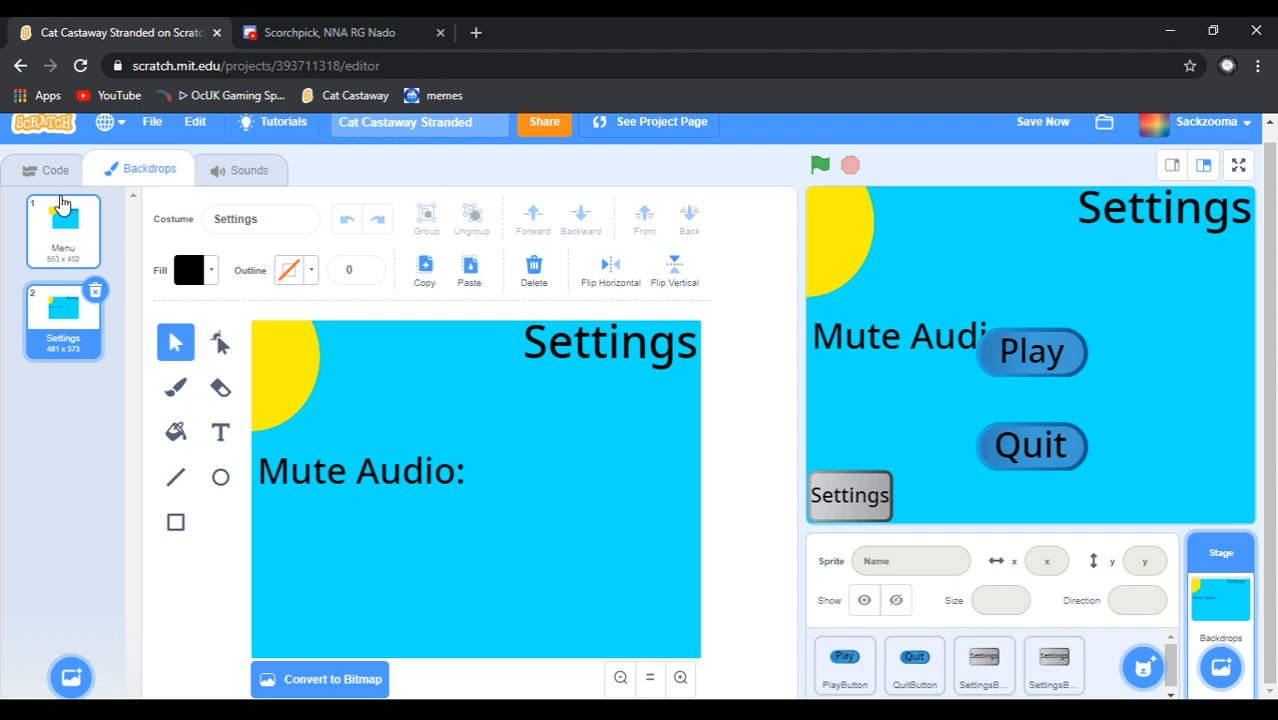 Cat Castaway Stranded on Scratc
Scorchpick, NNA RG Nado
scratch.mit.edu/projects/393711318/editor
Apps
YouTube
OcUK Gaming Sp...
Cat Castaway
memes
SCRATCH
File
Edit
Tutorials
Cat Castaway Stranded
Share
See Project Page
Save Now
Sackzooma
Code
Backdrops
Sounds
1
Menu
553 x 402
2
Settings
481 x 373
Costume
Settings
Group
Ungroup
Forward
Backward
Front
Back
Fill
Outline
0
Copy
Paste
Delete
Flip Horizontal
Flip Vertical
Settings
Mute Audio:
Convert to Bitmap
Settings
Mute Audi
Play
Quit
Settings
Sprite
Name
x
x
y
y
Show
Size
Direction
Stage
Backdrops
Play
PlayButton
Quit
QuitButton
Settings
SettingsB...
Settings
SettingsB...